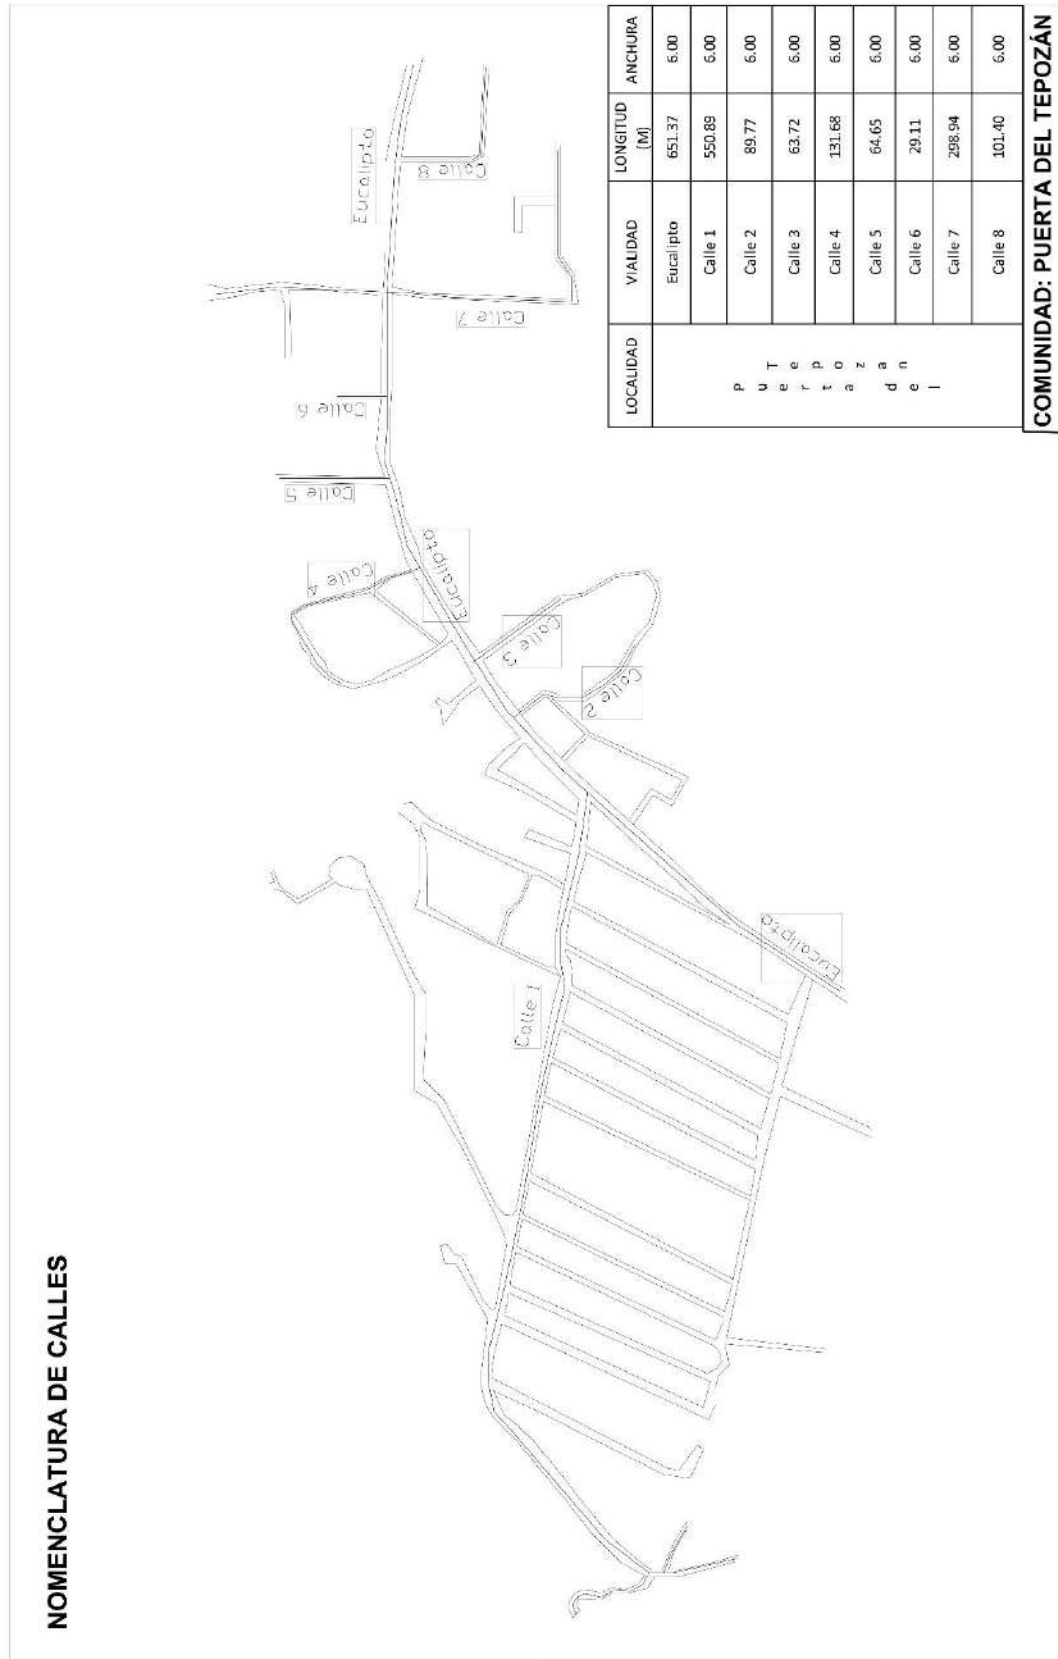 NOMENCLATURA DE CALLES
Eucalipto
Calle 8
Calle 7
Calle 6
Calle 5
Calle 4
Eucalipto
Calle 3
Calle 2
Calle 1
Eucalipto
LOCALIDAD VIALIDAD LONGITUD (M) ANCHURA
Puerta del Tepozan
Eucalipto 651.37 6.00
Calle 1 550.89 6.00
Calle 2 89.77 6.00
Calle 3 63.72 6.00
Calle 4 131.68 6.00
Calle 5 64.65 6.00
Calle 6 29.11 6.00
Calle 7 298.94 6.00
Calle 8 101.40 6.00
COMUNIDAD: PUERTA DEL TEPOZÁN